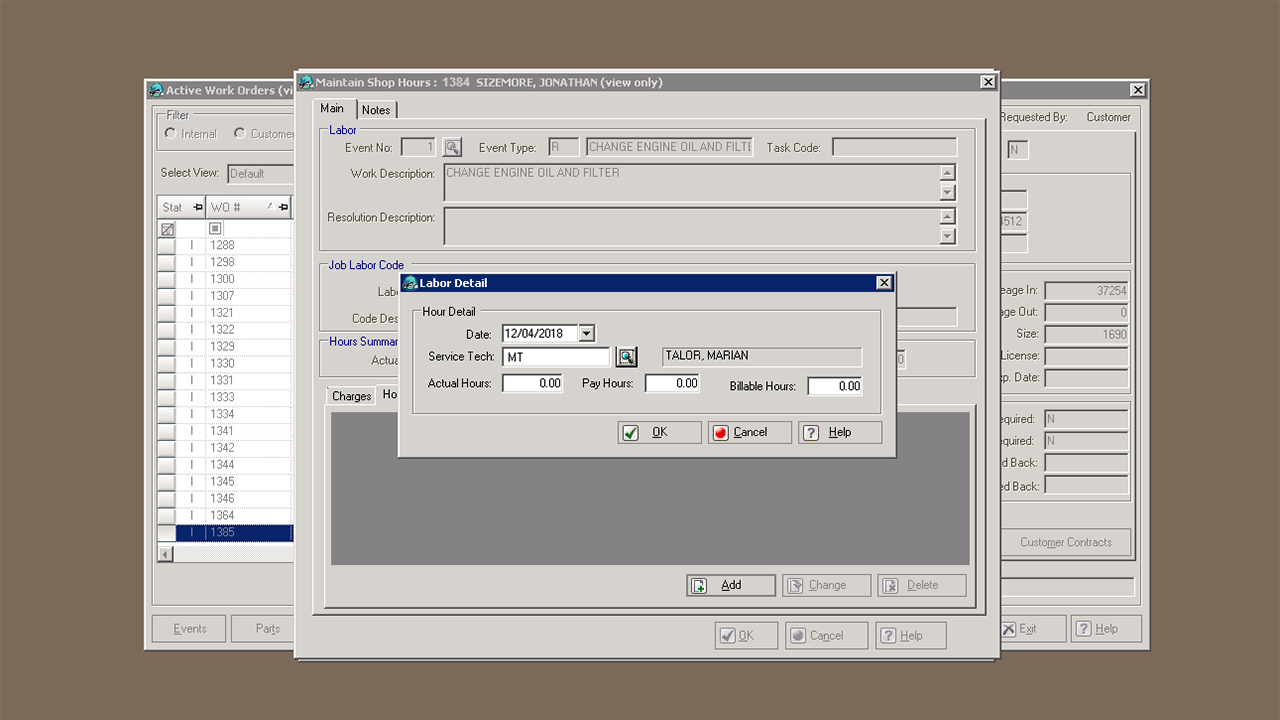 Active Work Orders (vi
Filter
Internal
Custome
Select View:
Default
Stat
WO #
I 1288
I 1298
I 1300
I 1307
I 1321
I 1322
I 1329
I 1330
I 1331
I 1333
I 1334
I 1341
I 1342
I 1344
I 1345
I 1346
I 1364
I 1385
Events
Parts
Maintain Shop Hours : 1384 SIZEMORE, JONATHAN (view only)
Main
Notes
Labor
Event No: 1
Event Type: R CHANGE ENGINE OIL AND FILT
Task Code:
Work Description: CHANGE ENGINE OIL AND FILTER
Resolution Description:
Job Labor Code
Labo
Code Des
Hours Summar
Actua
0
Charges
Ho
Add
Change
Delete
OK
Cancel
Help
Labor Detail
Hour Detail
Date: 12/04/2018
Service Tech: MT
TALOR, MARIAN
Actual Hours: 0.00
Pay Hours: 0.00
Billable Hours: 0.00
OK
Cancel
Help
Requested By: Customer
N
512
eage In: 37254
ge Out: 0
Size: 1690
License:
p. Date:
equired: N
equired: N
d Back:
ed Back:
Customer Contracts
Exit
Help